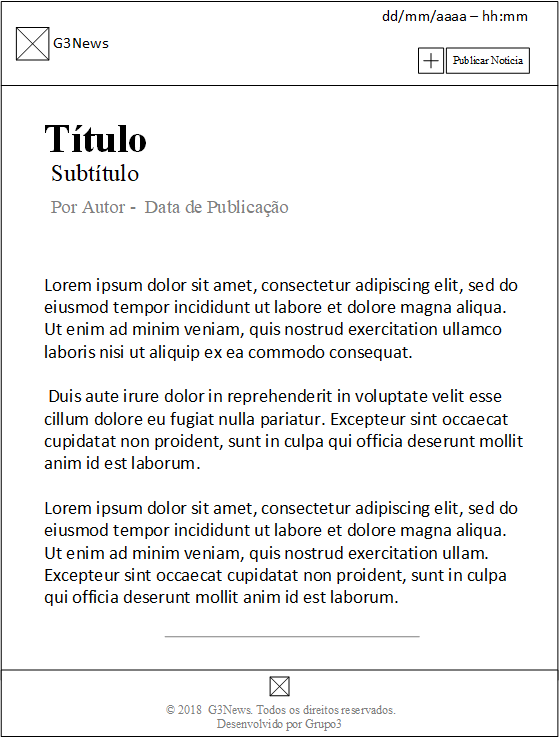 dd/mm/aaaa – hh:mm
G3News
Publicar Noticia
Título
Subtítulo
Por Autor - Data de Publicação
Lorem ipsum dolor sit amet, consectetur adipiscing elit, sed do
eiusmod tempor incididunt ut labore et dolore magna aliqua.
Ut enim ad minim veniam, quis nostrud exercitation ullamco
laboris nisi ut aliquip ex ea commodo consequat.
Duis aute irure dolor in reprehenderit in voluptate velit esse
cillum dolore eu fugiat nulla pariatur. Excepteur sint occaecat
cupidatat non proident, sunt in culpa qui officia deserunt mollit
anim id est laborum.
Lorem ipsum dolor sit amet, consectetur adipiscing elit, sed do
eiusmod tempor incididunt ut labore et dolore magna aliqua.
Ut enim ad minim veniam, quis nostrud exercitation ullam.
Excepteur sint occaecat cupidatat non proident, sunt in culpa
qui officia deserunt mollit anim id est laborum.
© 2018 G3News. Todos os direitos reservados.
Desenvolvido por Grupo3